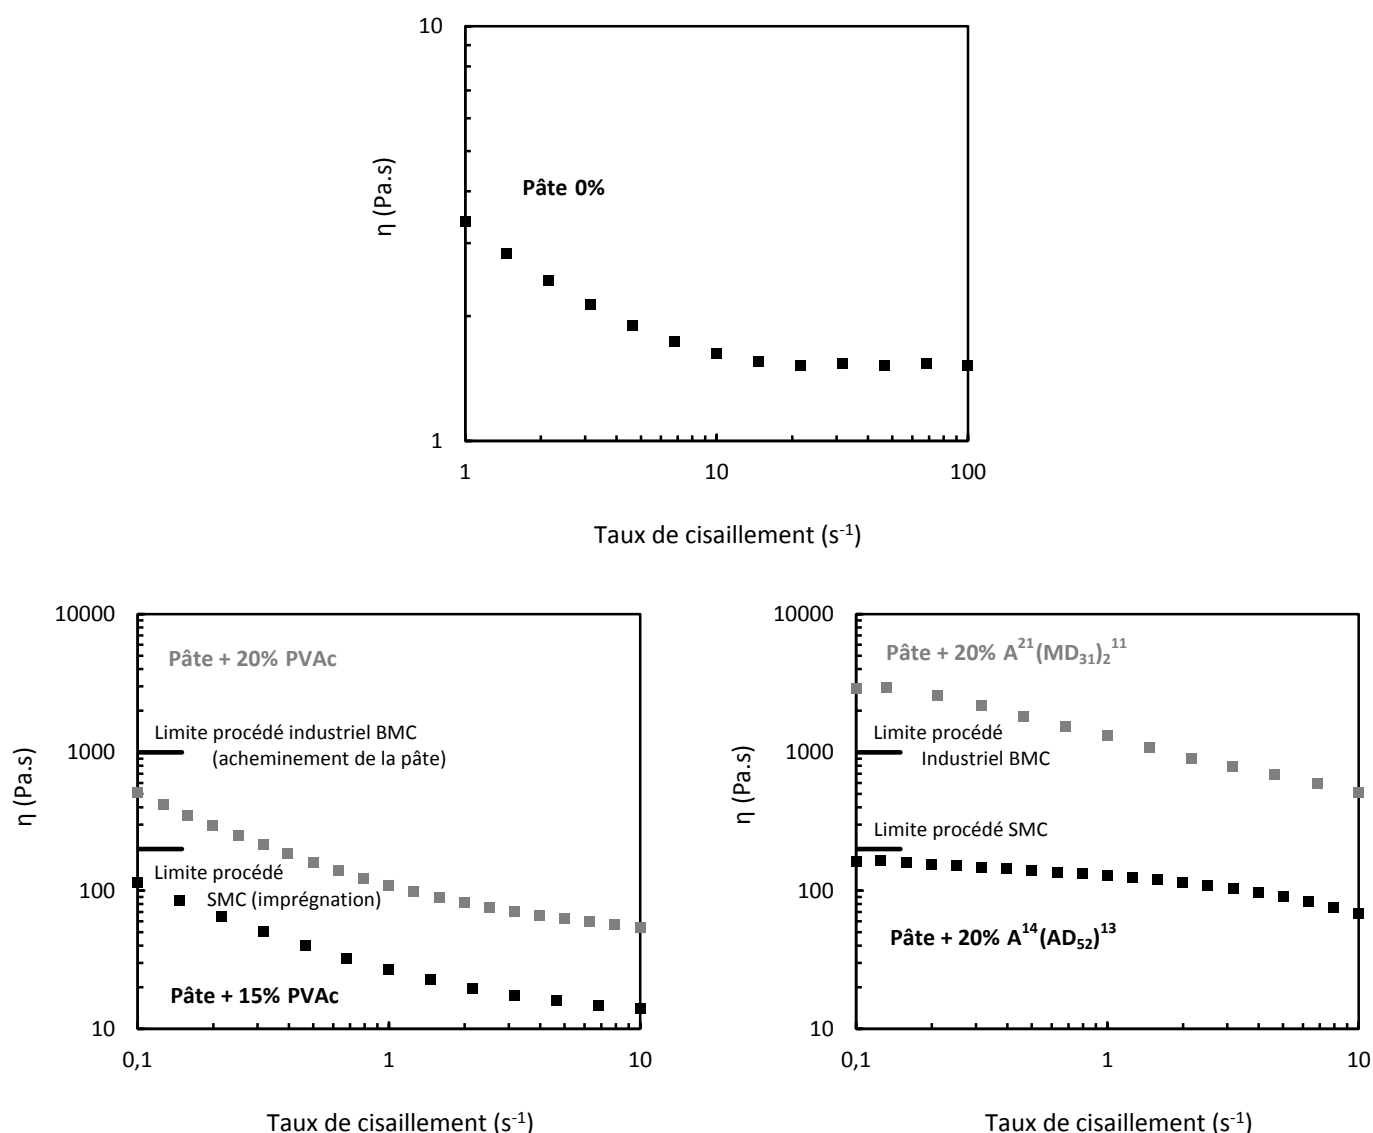 10
η (Pa.s)
Pâte 0%
1
1 10 100
Taux de cisaillement (s⁻¹)
10000
Pâte + 20% PVAc
Limite procédé industriel BMC
1000
(acheminement de la pâte)
η (Pa.s)
Limite procédé
100
SMC (imprégnation)
Pâte + 15% PVAc
10
0,1 1 10
Taux de cisaillement (s⁻¹)
10000
Pâte + 20% A²¹(MD₃₁)₂¹¹
Limite procédé
1000
Industriel BMC
η (Pa.s)
Limite procédé SMC
100
Pâte + 20% A¹⁴(AD₅₂)¹³
10
0,1 1 10
Taux de cisaillement (s⁻¹)